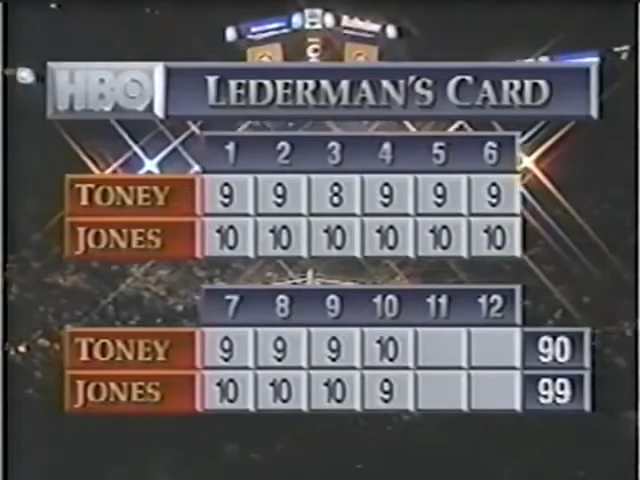 HBO LEDERMAN'S CARD
1 2 3 4 5 6
TONEY 9 9 8 9 9 9
JONES 10 10 10 10 10 10
7 8 9 10 11 12
TONEY 9 9 9 10 90
JONES 10 10 10 9 99